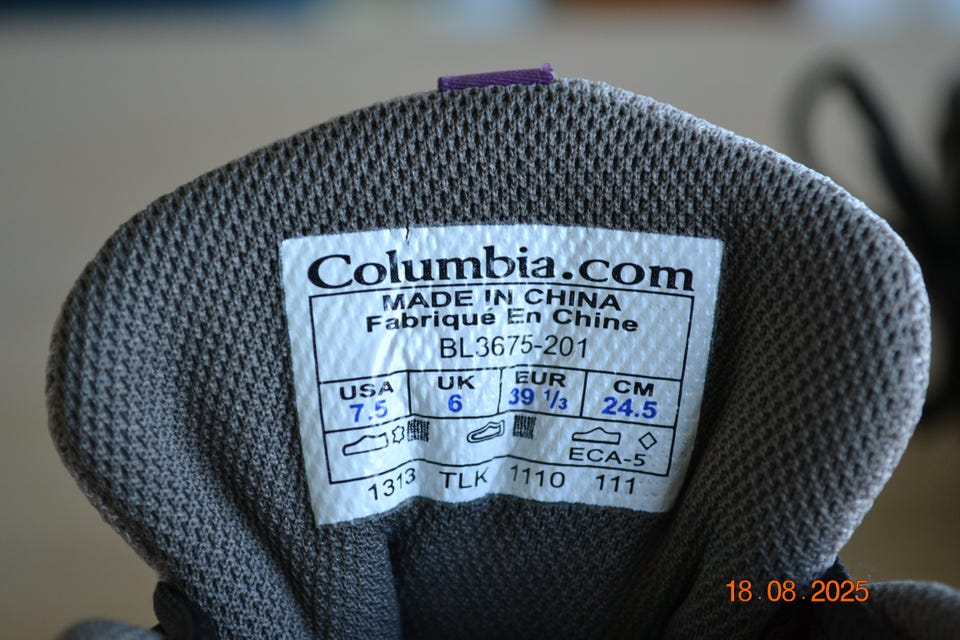 Columbia.com
MADE IN CHINA
Fabriqué En Chine
BL3675-201
USA UK EUR CM
7.5 6 39 1/3 24.5
ECA-5
1313 TLK 1110 111
18.08.2025